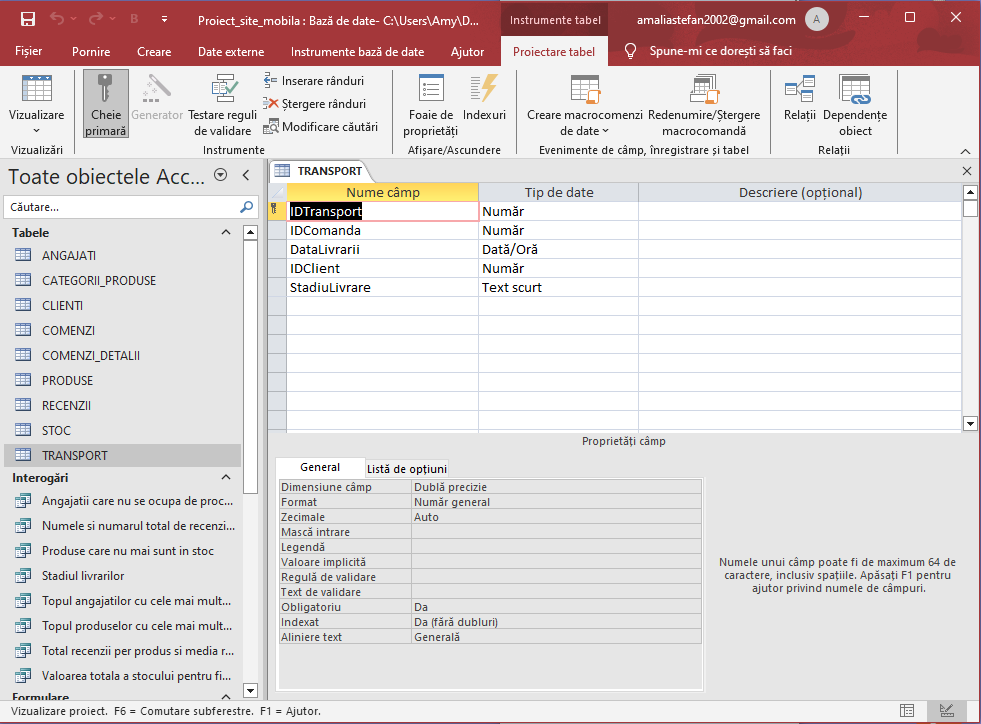 Proiect_site_mobila : Bază de date- C:\Users\Amy\D...
Instrumente tabel
amaliastefan2002@gmail.com
A
Fișier
Pornire
Creare
Date externe
Instrumente bază de date
Ajutor
Proiectare tabel
Spune-mi ce dorești să faci
Vizualizare
Vizualizări
Cheie primară
Generator
Testare reguli de validare
Inserare rânduri
Ștergere rânduri
Modificare căutări
Instrumente
Foaie de proprietăți
Indexuri
Afișare/Ascundere
Creare macrocomenzi de date
Redenumire/Ștergere macrocomandă
Evenimente de câmp, înregistrare și tabel
Relații
Dependențe obiect
Relații
Toate obiectele Acc...
Căutare...
Tabele
ANGAJATI
CATEGORII_PRODUSE
CLIENTI
COMENZI
COMENZI_DETALII
PRODUSE
RECENZII
STOC
TRANSPORT
Interogări
Angajatii care nu se ocupa de proc...
Numele si numarul total de recenzi...
Produse care nu mai sunt in stoc
Stadiul livrarilor
Topul angajatilor cu cele mai mult...
Topul produselor cu cele mai mult...
Total recenzii per produs si media r...
Valoarea totala a stocului pentru fi...
Formulare
TRANSPORT
Nume câmp Tip de date Descriere (opțional)
IDTransport Număr
IDComanda Număr
DataLivrarii Dată/Oră
IDClient Număr
StadiuLivrare Text scurt
Proprietăți câmp
General Listă de opțiuni
Dimensiune câmp Dublă precizie
Format Număr general
Zecimale Auto
Mască intrare
Legendă
Valoare implicită
Regulă de validare
Text de validare
Obligatoriu Da
Indexat Da (fără dubluri)
Aliniere text Generală
Numele unui câmp poate fi de maximum 64 de
caractere, inclusiv spațiile. Apăsați F1 pentru
ajutor privind numele de câmpuri.
Vizualizare proiect. F6 = Comutare subferestre. F1 = Ajutor.